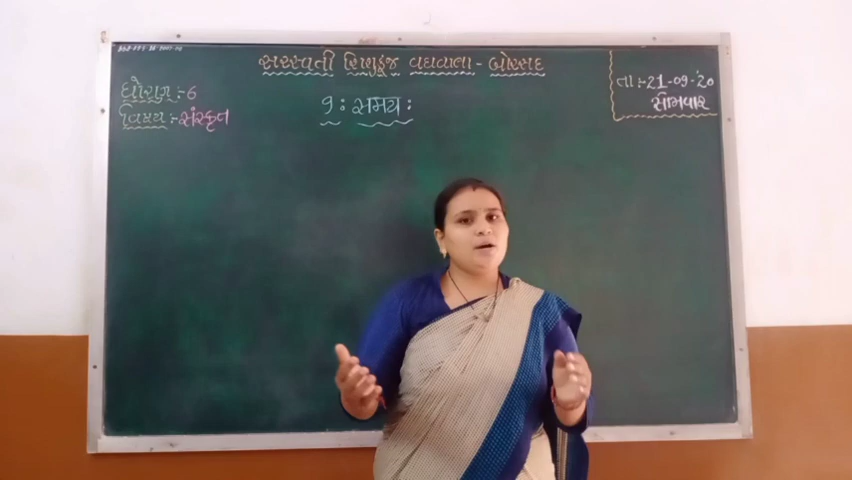 સરસ્વતી શિશુકુંજ વઘવાલા - બોરસદ
તા :- 21-09-'20
સોમવાર
ધોરણ :- 6
વિષય :- સંસ્કૃત
૧ઃ સમયઃ